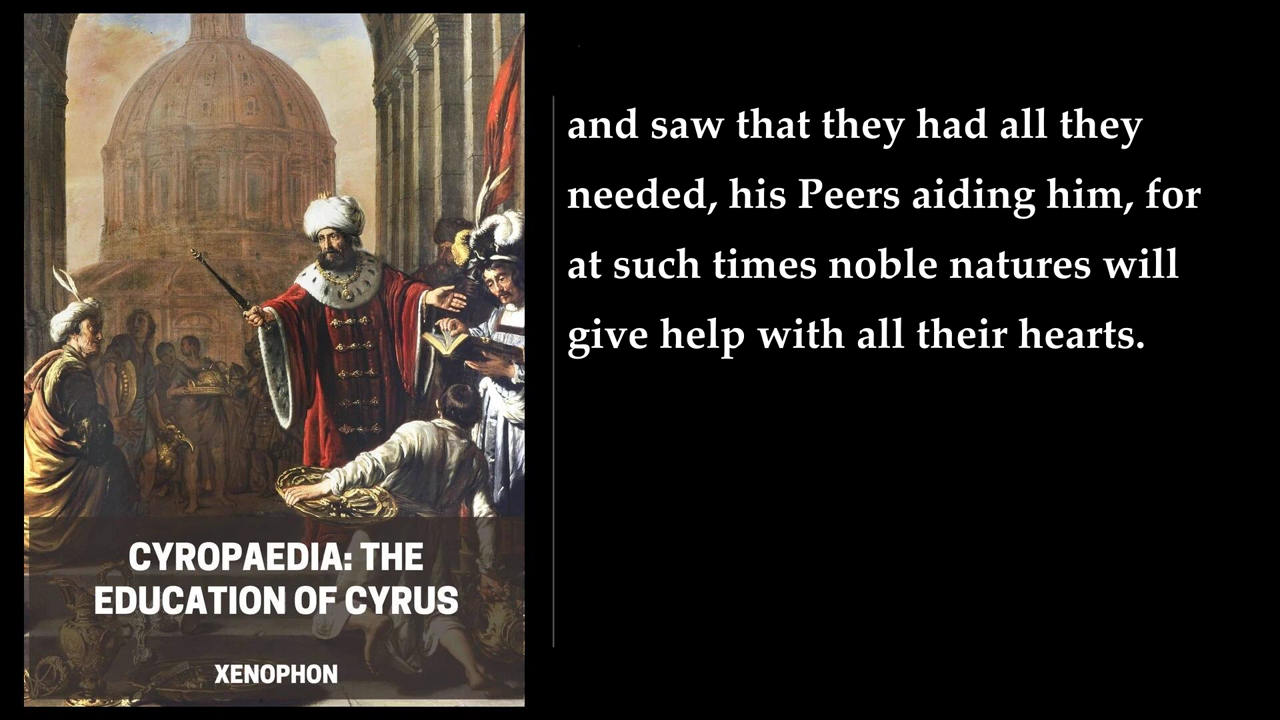 CYROPAEDIA: THE
EDUCATION OF CYRUS
XENOPHON
and saw that they had all they
needed, his Peers aiding him, for
at such times noble natures will
give help with all their hearts.